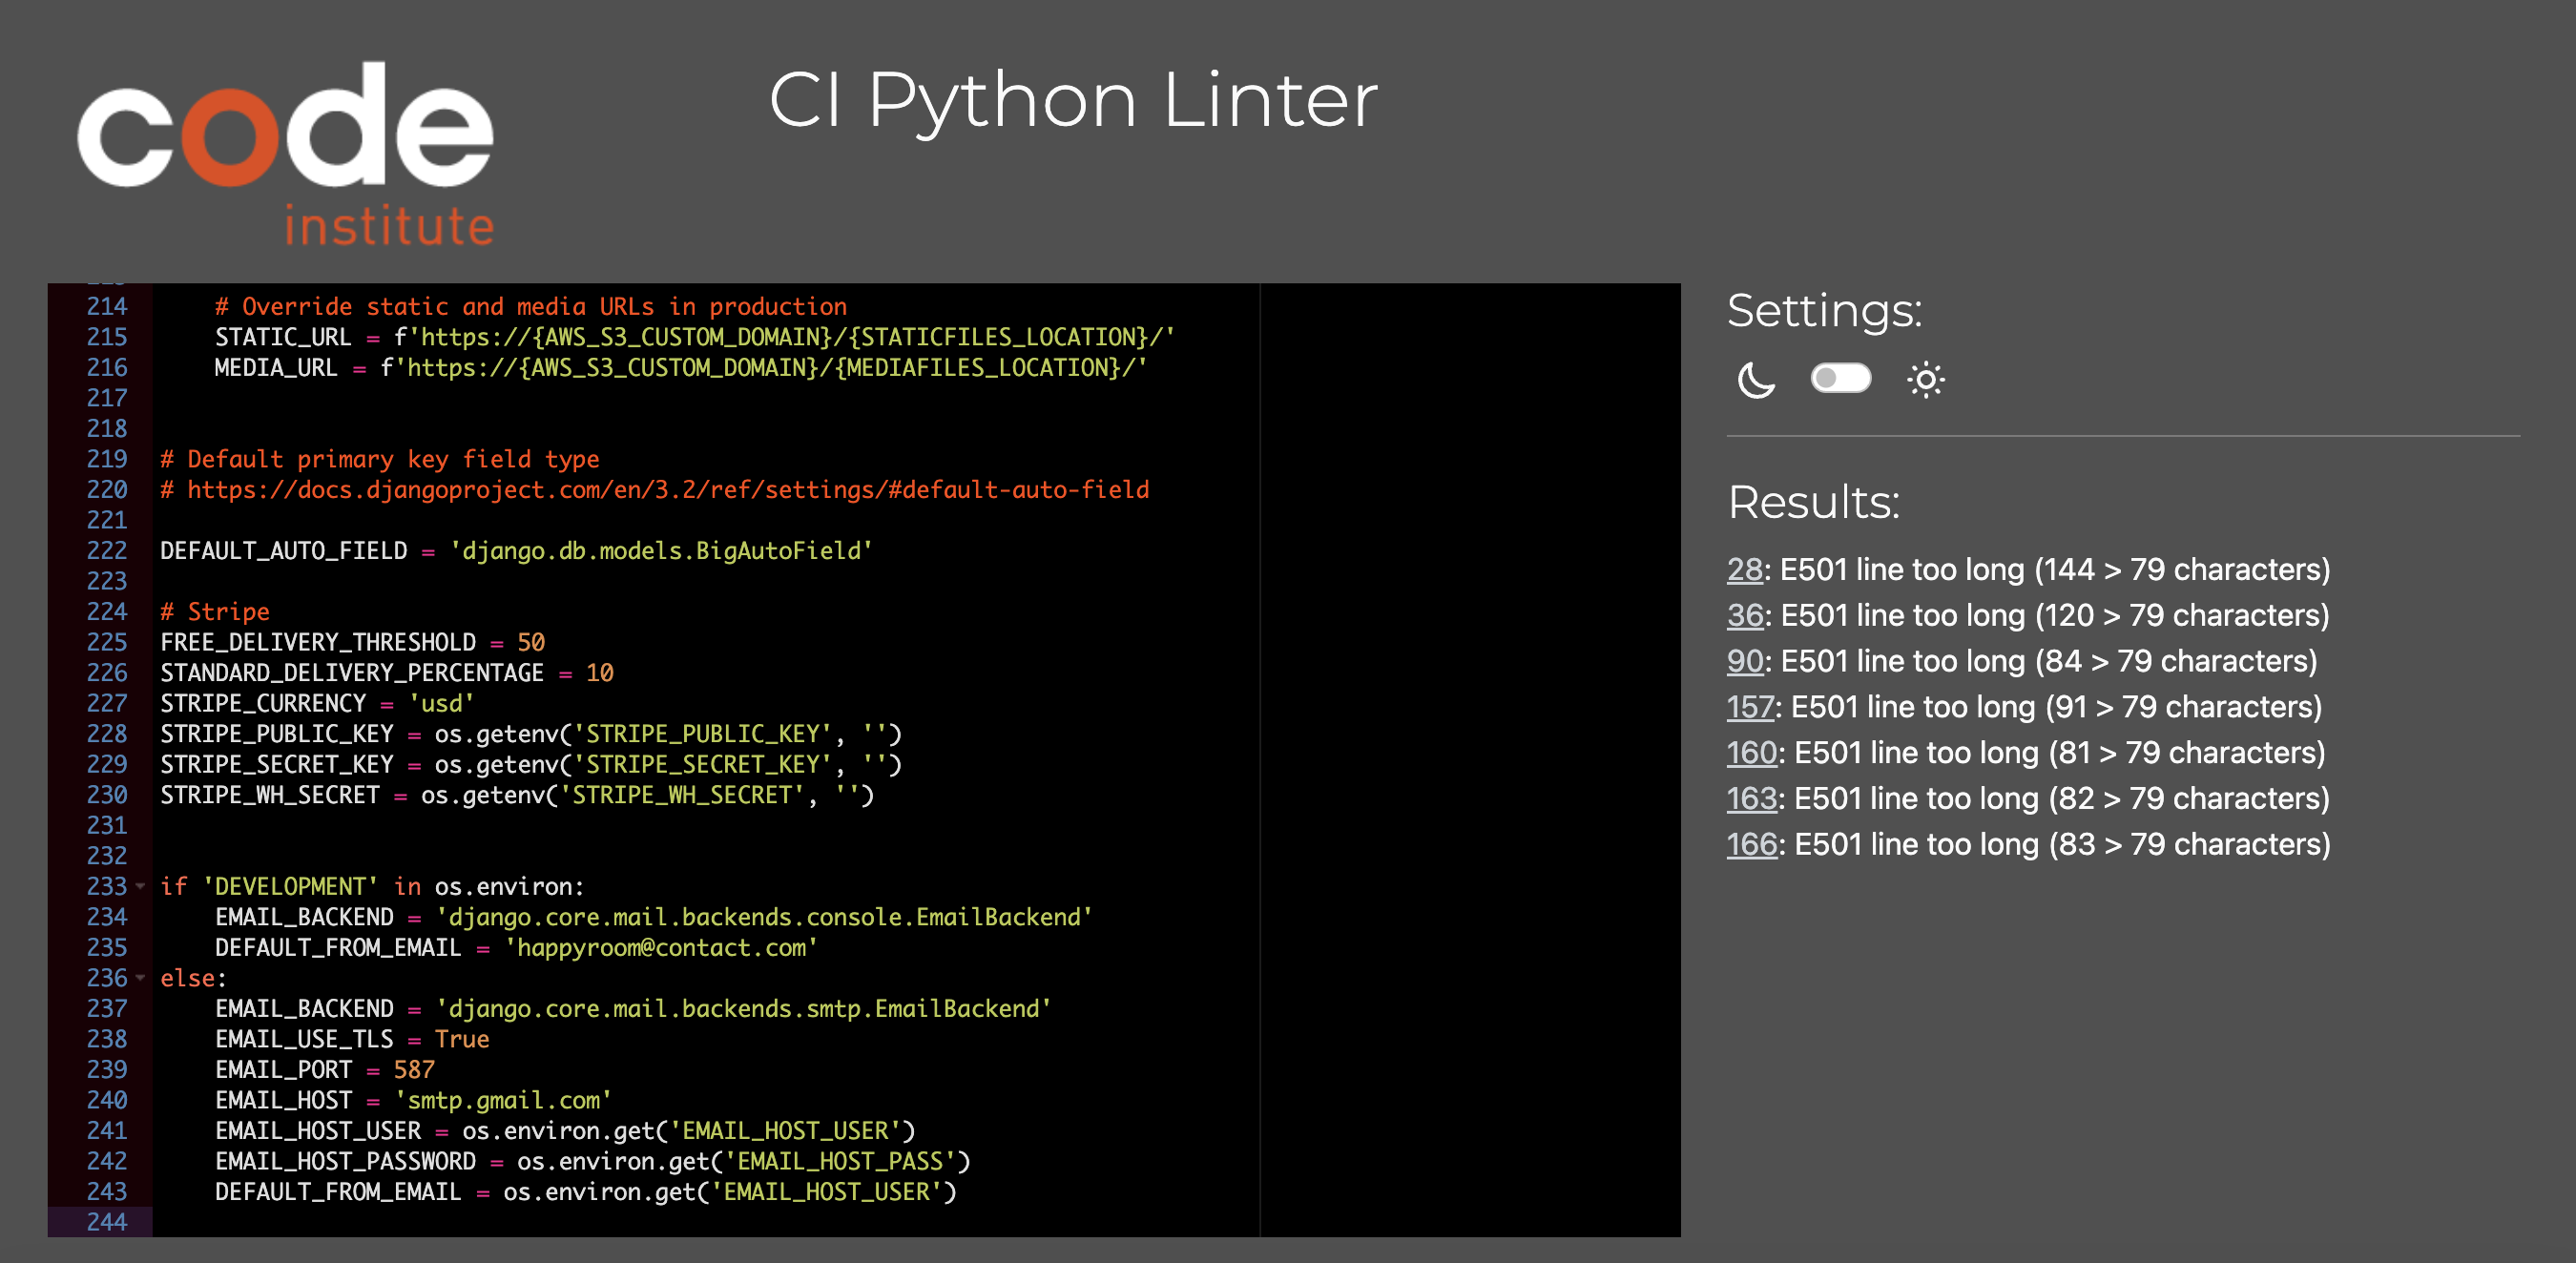 code
institute
CI Python Linter
214     # Override static and media URLs in production
215     STATIC_URL = f'https://{AWS_S3_CUSTOM_DOMAIN}/{STATICFILES_LOCATION}/'
216     MEDIA_URL = f'https://{AWS_S3_CUSTOM_DOMAIN}/{MEDIAFILES_LOCATION}/'
217
218
219 # Default primary key field type
220 # https://docs.djangoproject.com/en/3.2/ref/settings/#default-auto-field
221
222 DEFAULT_AUTO_FIELD = 'django.db.models.BigAutoField'
223
224 # Stripe
225 FREE_DELIVERY_THRESHOLD = 50
226 STANDARD_DELIVERY_PERCENTAGE = 10
227 STRIPE_CURRENCY = 'usd'
228 STRIPE_PUBLIC_KEY = os.getenv('STRIPE_PUBLIC_KEY', '')
229 STRIPE_SECRET_KEY = os.getenv('STRIPE_SECRET_KEY', '')
230 STRIPE_WH_SECRET = os.getenv('STRIPE_WH_SECRET', '')
231
232
233 if 'DEVELOPMENT' in os.environ:
234     EMAIL_BACKEND = 'django.core.mail.backends.console.EmailBackend'
235     DEFAULT_FROM_EMAIL = 'happyroom@contact.com'
236 else:
237     EMAIL_BACKEND = 'django.core.mail.backends.smtp.EmailBackend'
238     EMAIL_USE_TLS = True
239     EMAIL_PORT = 587
240     EMAIL_HOST = 'smtp.gmail.com'
241     EMAIL_HOST_USER = os.environ.get('EMAIL_HOST_USER')
242     EMAIL_HOST_PASSWORD = os.environ.get('EMAIL_HOST_PASS')
243     DEFAULT_FROM_EMAIL = os.environ.get('EMAIL_HOST_USER')
244
Settings:
Results:
28: E501 line too long (144 > 79 characters)
36: E501 line too long (120 > 79 characters)
90: E501 line too long (84 > 79 characters)
157: E501 line too long (91 > 79 characters)
160: E501 line too long (81 > 79 characters)
163: E501 line too long (82 > 79 characters)
166: E501 line too long (83 > 79 characters)